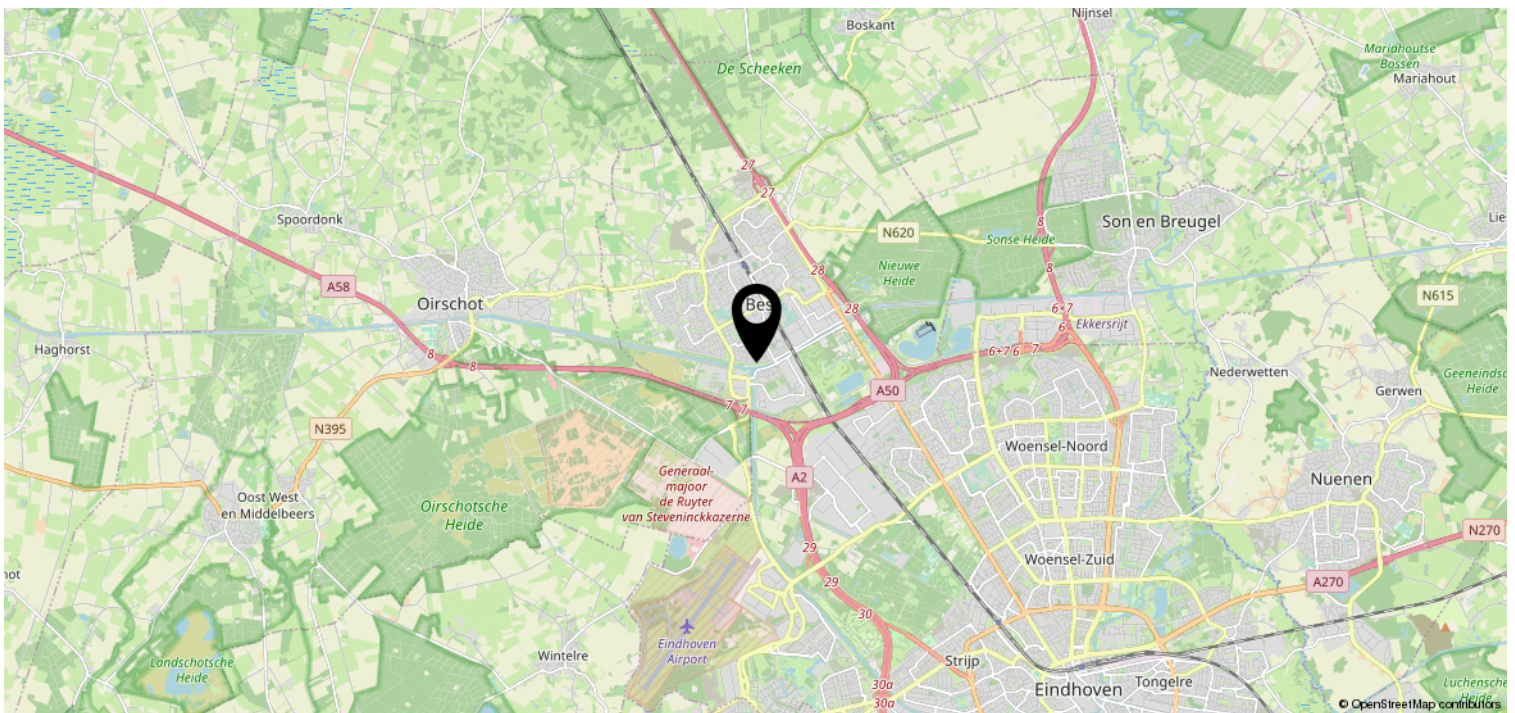 Nijnsel
Boskant
De Scheeken
Mariahoutse
Bossen
Mariahout
27
27
Spoordonk
8
Son en Breugel
Lie
N620
Sonse Heide
Nieuwe
Heide
28
8
A58
Oirschot
Bes
28
6+7
N615
6
Ekkersrijt
Haghorst
8
8
6+7
6
7
Nederwetten
Geeneindsc
Heide
A50
Gerwen
7
7
N395
Woensel-Noord
Generaal-
majoor
de Ruyter
van Steveninckkazerne
A2
Nuenen
Oost West
en Middelbeers
Oirschotsche
Heide
N270
29
Woensel-Zuid
hot
29
A270
30
Eindhoven
Airport
Wintelre
Landschotsche
Heide
Strijp
30a
Eindhoven
Tongelre
Luchensche
Heide
30a
© OpenStreetMap contributors